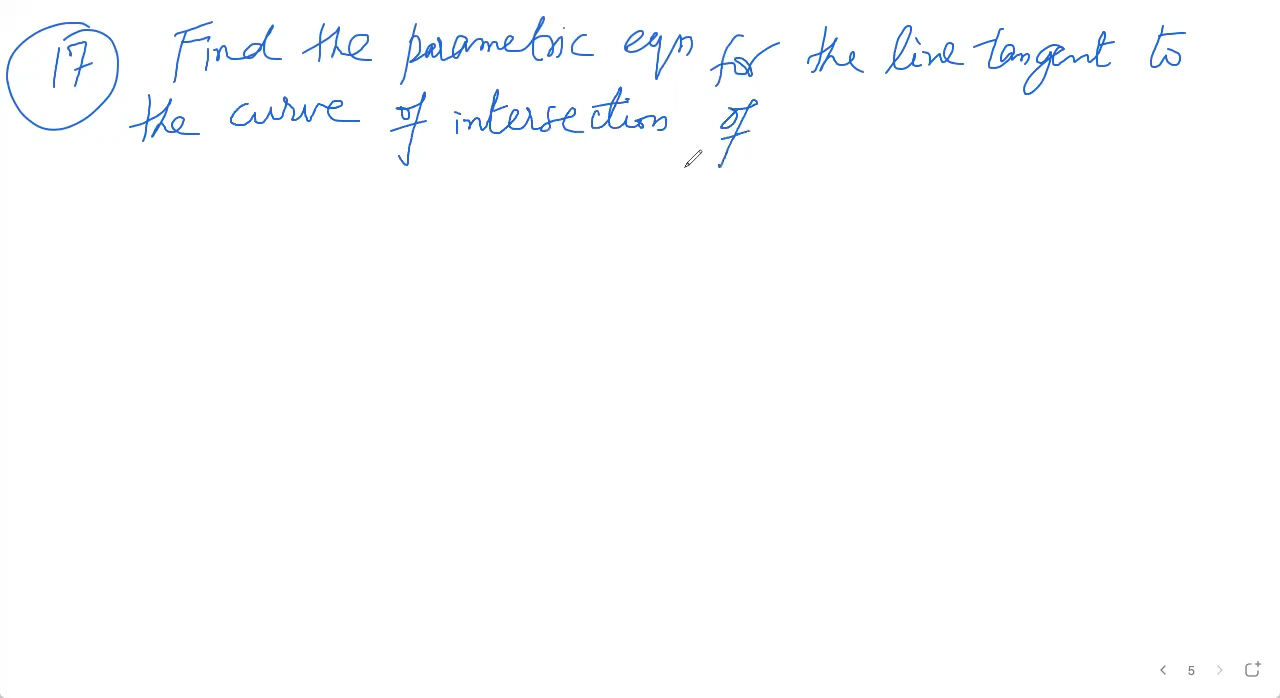 17 Find the parametric eqn for the line tangent to
the curve of intersection of
5